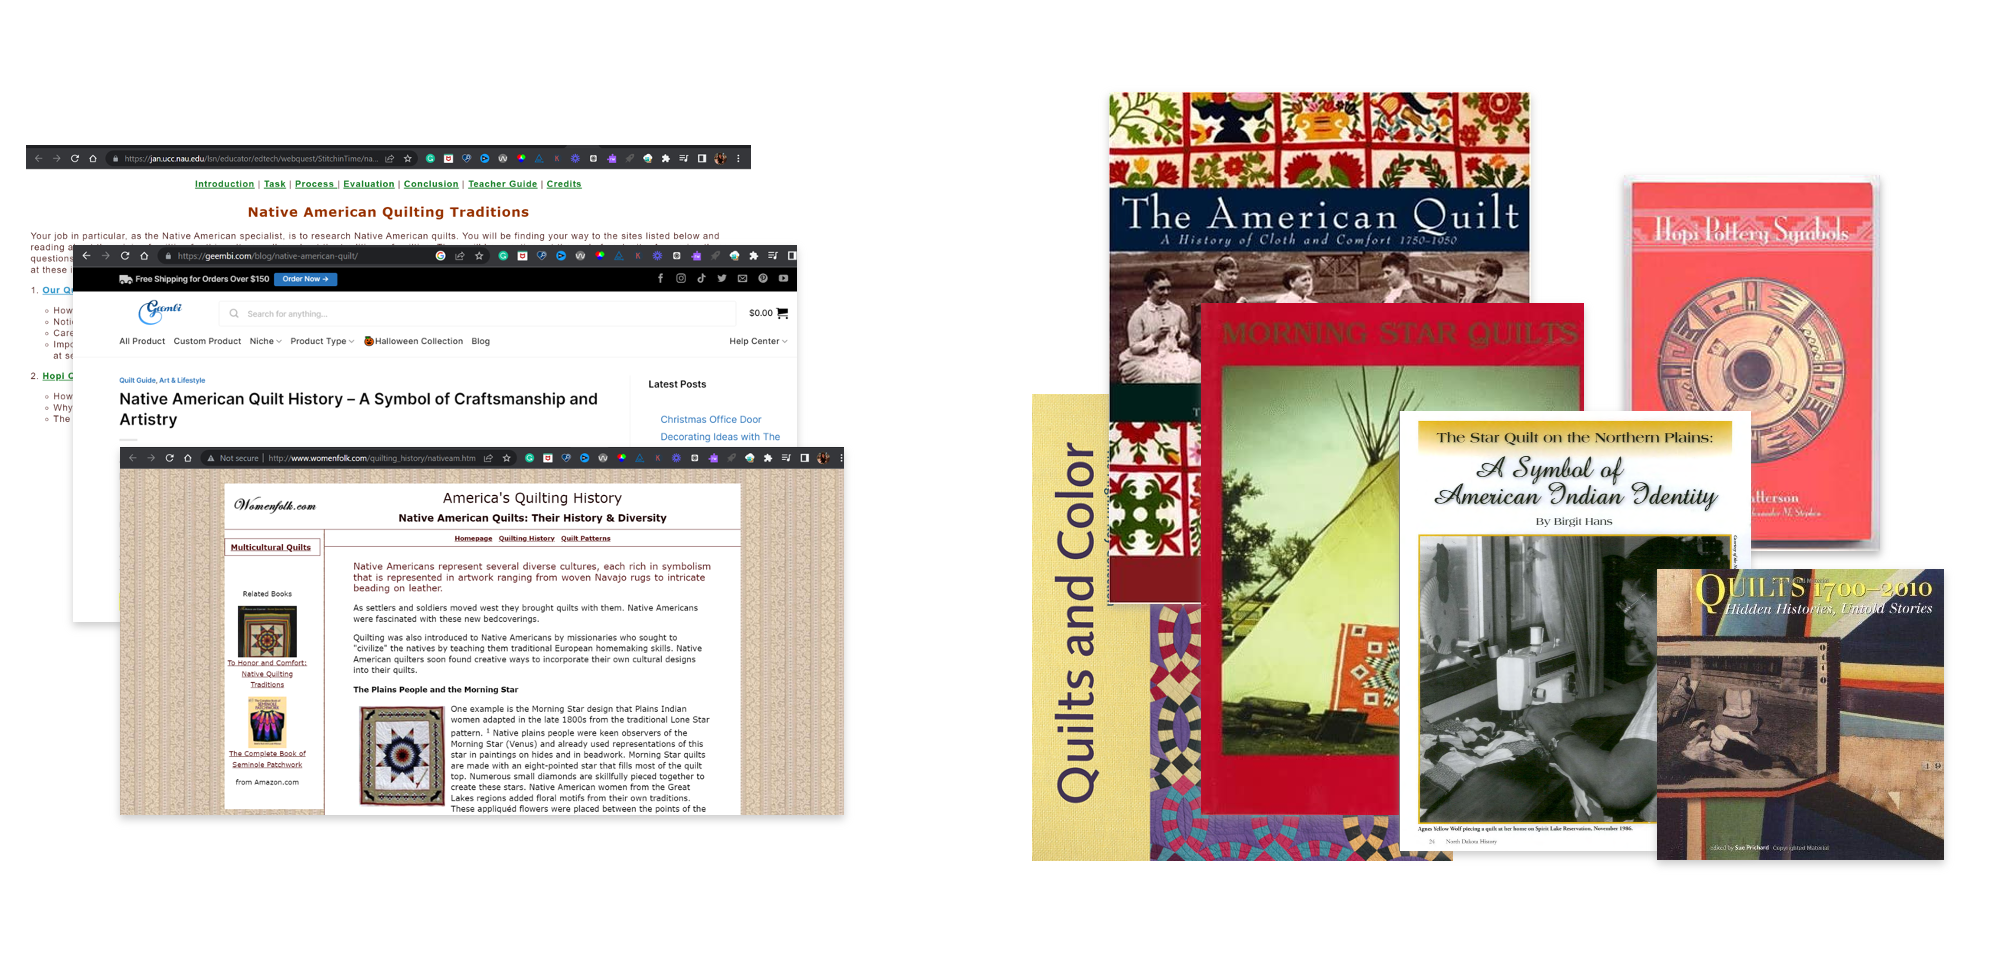 https://jan.ucc.nau.edu/lsn/educator/edtech/webquest/StitchinTime/na...
Introduction | Task | Process | Evaluation | Conclusion | Teacher Guide | Credits
Native American Quilting Traditions
Your job in particular, as the Native American specialist, is to research Native American quilts. You will be finding your way to the sites listed below and
reading
questions
at these
1. Our
How
Noti
Care
Impo
at se
2. Hopi
How
Why
The
https://geembi.com/blog/native-american-quilt/
Free Shipping for Orders Over $150 Order Now →
Geembi
Search for anything...
$0.00
All Product Custom Product Niche Product Type Halloween Collection Blog
Help Center
Quilt Guide, Art & Lifestyle
Native American Quilt History – A Symbol of Craftsmanship and
Artistry
Latest Posts
Christmas Office Door
Decorating Ideas with The
Not secure | http://www.womenfolk.com/quilting_history/nativeam.htm
Womenfolk.com
America's Quilting History
Native American Quilts: Their History & Diversity
Homepage Quilting History Quilt Patterns
Multicultural Quilts
Related Books
To Honor and Comfort:
Native Quilting
Traditions
The Complete Book of
Seminole Patchwork
from Amazon.com
Native Americans represent several diverse cultures, each rich in symbolism
that is represented in artwork ranging from woven Navajo rugs to intricate
beading on leather.
As settlers and soldiers moved west they brought quilts with them. Native Americans
were fascinated with these new bedcoverings.
Quilting was also introduced to Native Americans by missionaries who sought to
"civilize" the natives by teaching them traditional European homemaking skills. Native
American quilters soon found creative ways to incorporate their own cultural designs
into their quilts.
The Plains People and the Morning Star
One example is the Morning Star design that Plains Indian
women adapted in the late 1800s from the traditional Lone Star
pattern. 1 Native plains people were keen observers of the
Morning Star (Venus) and already used representations of this
star in paintings on hides and in beadwork. Morning Star quilts
are made with an eight-pointed star that fills most of the quilt
top. Numerous small diamonds are skillfully pieced together to
create these stars. Native American women from the Great
Lakes regions added floral motifs from their own traditions.
These appliquéd flowers were placed between the points of the
The American Quilt
A History of Cloth and Comfort 1750-1950
T
Quilts and Color
MORNING STAR QUILTS
Hopi Pottery Symbols
atterson
exander M. Stephen
The Star Quilt on the Northern Plains:
A Symbol of
American Indian Identity
By Birgit Hans
Agnes Yellow Wolf piecing a quilt at her home on Spirit Lake Reservation, November 1986.
24 North Dakota History
QUILTS 1700–2010
Hidden Histories, Untold Stories
edited by Sue Prichard Copyrighted Material